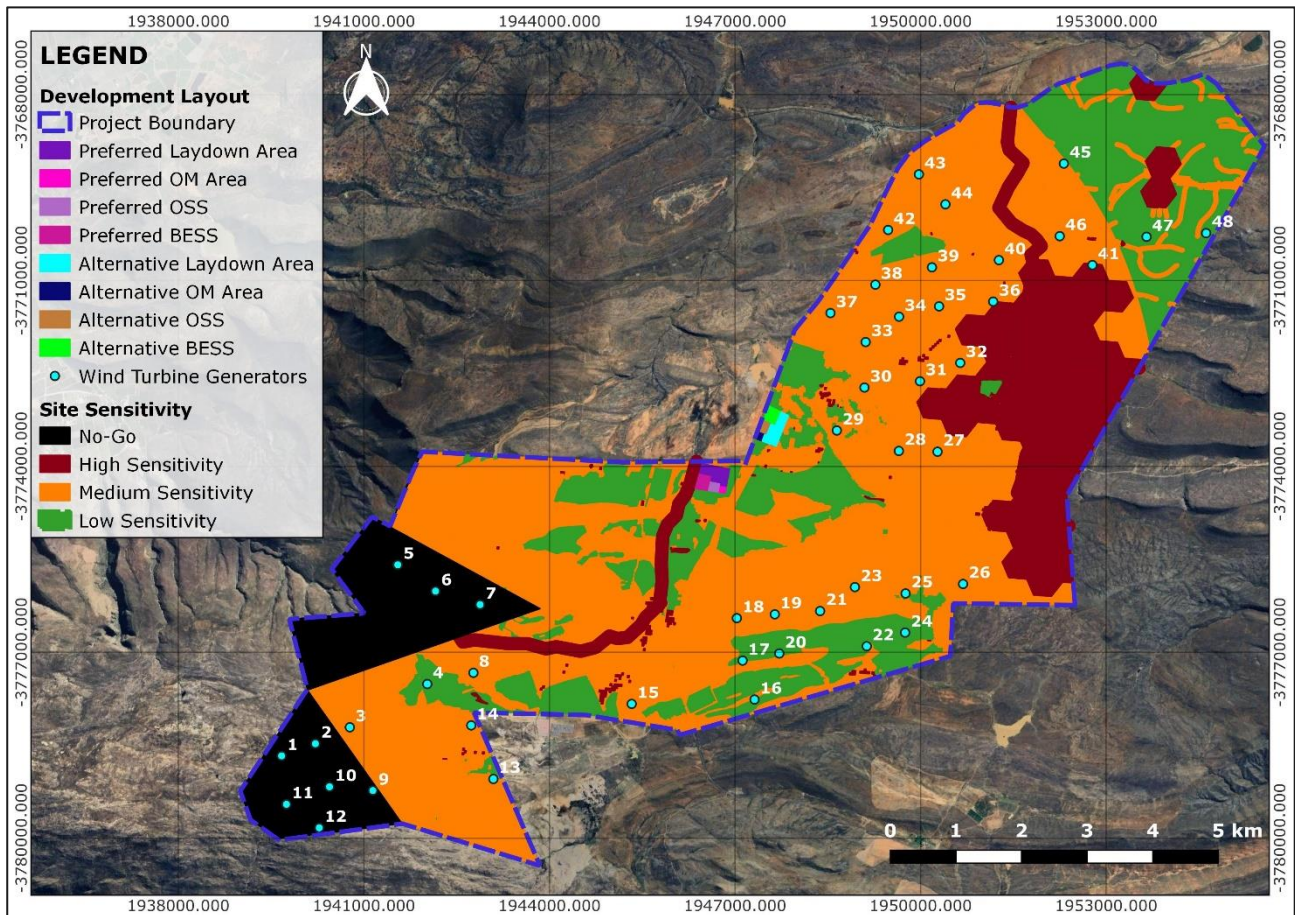 1938000.000 1941000.000 1944000.000 1947000.000 1950000.000 1953000.000
LEGEND
Development Layout
Project Boundary
Preferred Laydown Area
Preferred OM Area
Preferred OSS
Preferred BESS
Alternative Laydown Area
Alternative OM Area
Alternative OSS
Alternative BESS
Wind Turbine Generators
Site Sensitivity
No-Go
High Sensitivity
Medium Sensitivity
Low Sensitivity
N
-3768000.000
-3771000.000
-3774000.000
-3777000.000
-3780000.000
-3768000.000
-3771000.000
-3774000.000
-3777000.000
-3780000.000
45
43
44
42
46
47
48
40
41
39
38
36
37
35
34
33
32
31
30
29
28
27
5
6
7
26
25
23
21
19
18
24
22
20
17
8
4
16
15
14
3
2
1
13
10
9
11
12
0 1 2 3 4 5 km
1938000.000 1941000.000 1944000.000 1947000.000 1950000.000 1953000.000